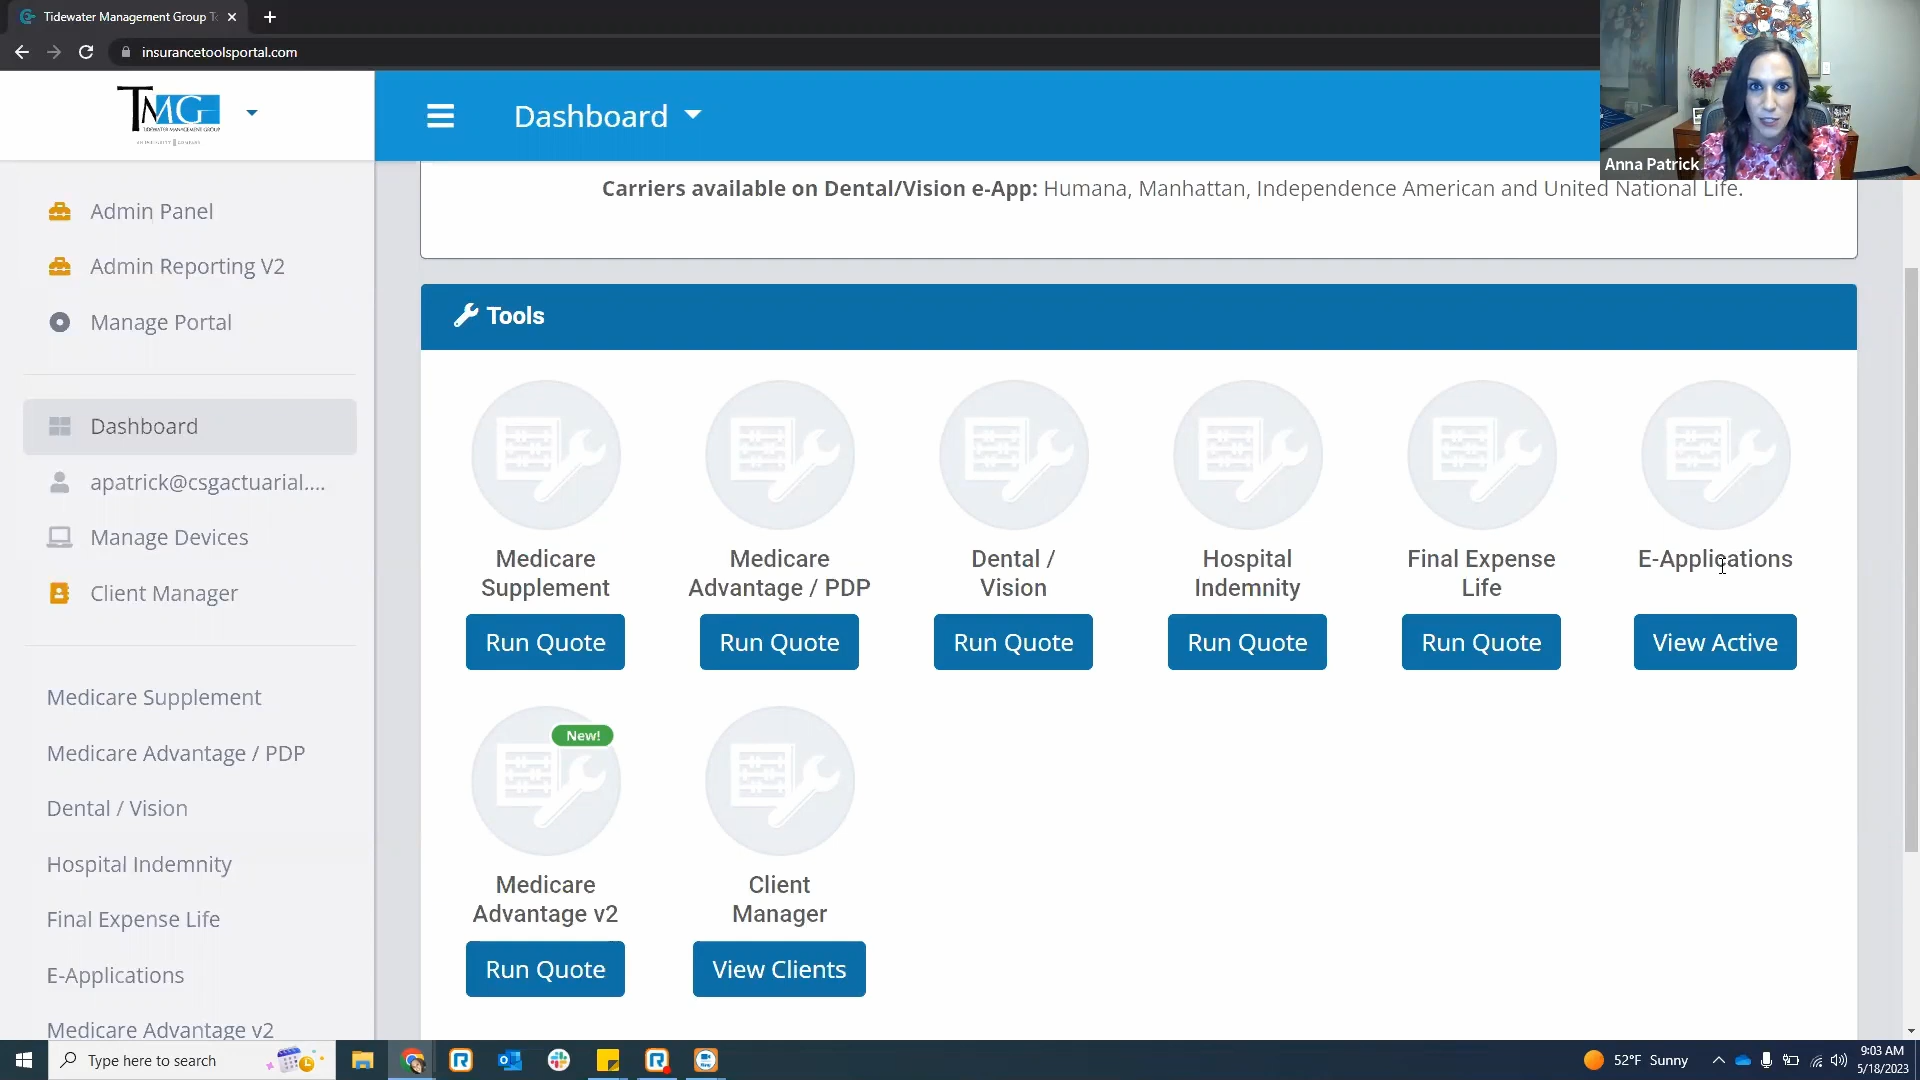 Tidewater Management Group T
insurancetoolsportal.com
TMG
TIDEWATER MANAGEMENT GROUP
Dashboard
Anna Patrick
Carriers available on Dental/Vision e-App: Humana, Manhattan, Independence American and United National Life.
Admin Panel
Admin Reporting V2
Manage Portal
Dashboard
apatrick@csgactuarial....
Manage Devices
Client Manager
Medicare Supplement
Medicare Advantage / PDP
Dental / Vision
Hospital Indemnity
Final Expense Life
E-Applications
Medicare Advantage v2
Tools
Medicare
Supplement
Run Quote
Medicare
Advantage / PDP
Run Quote
Dental /
Vision
Run Quote
Hospital
Indemnity
Run Quote
Final Expense
Life
Run Quote
E-Applications
View Active
New!
Medicare
Advantage v2
Run Quote
Client
Manager
View Clients
Type here to search
52°F Sunny
9:03 AM
5/18/2023